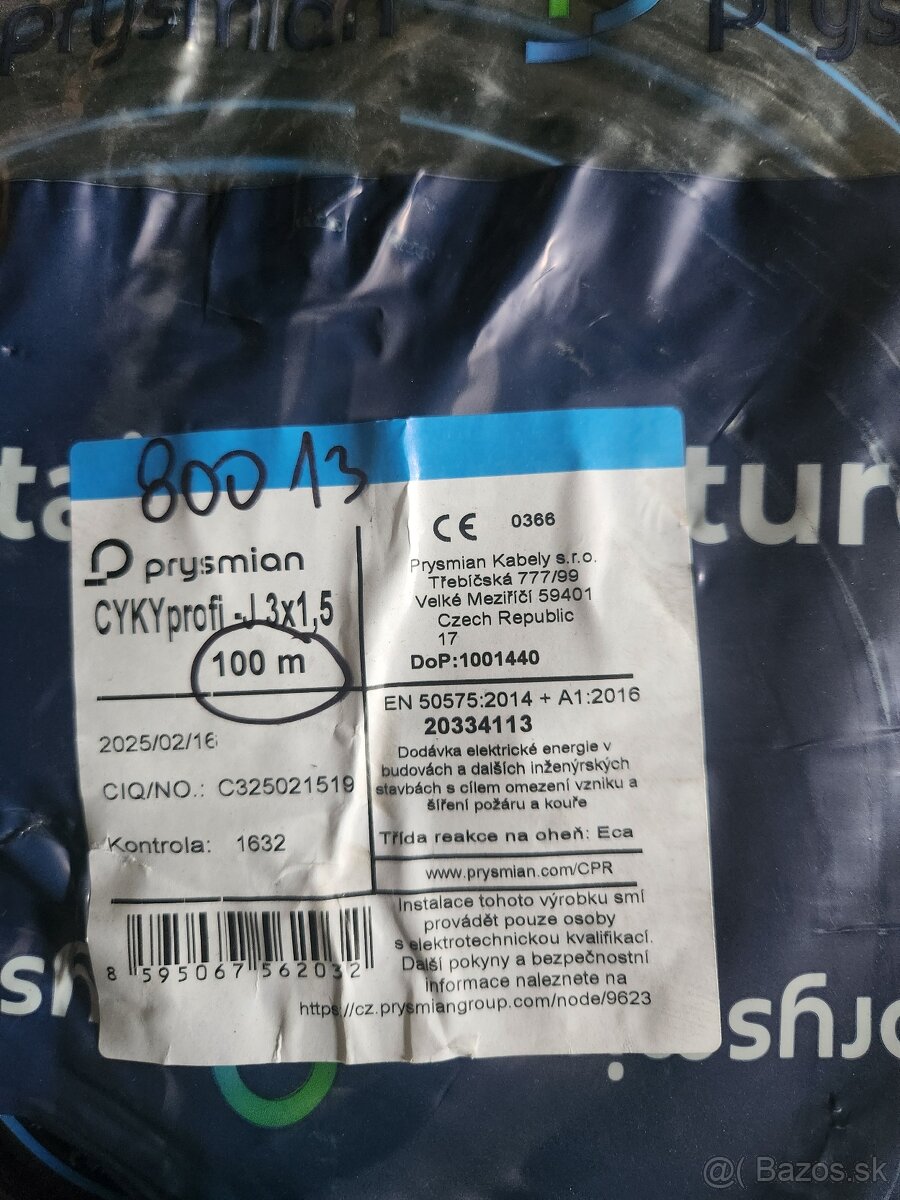 prysmian
prys
800 13
prysmian
CYKYprofi -J 3x1,5
100 m
2025/02/16
CIQ/NO.: C325021519
Kontrola: 1632
8 595067 562032
CE 0366
Prysmian Kabely s.r.o.
Třebíčská 777/99
Velké Meziříčí 59401
Czech Republic
17
DoP:1001440
EN 50575:2014 + A1:2016
20334113
Dodávka elektrické energie v
budovách a dalších inženýrských
stavbách s cílem omezení vzniku a
šíření požáru a kouře
Třída reakce na oheň: Eca
www.prysmian.com/CPR
Instalace tohoto výrobku smí
provádět pouze osoby
s elektrotechnickou kvalifikací.
Další pokyny a bezpečnostní
informace naleznete na
https://cz.prysmiangroup.com/node/9623
@( Bazos.sk